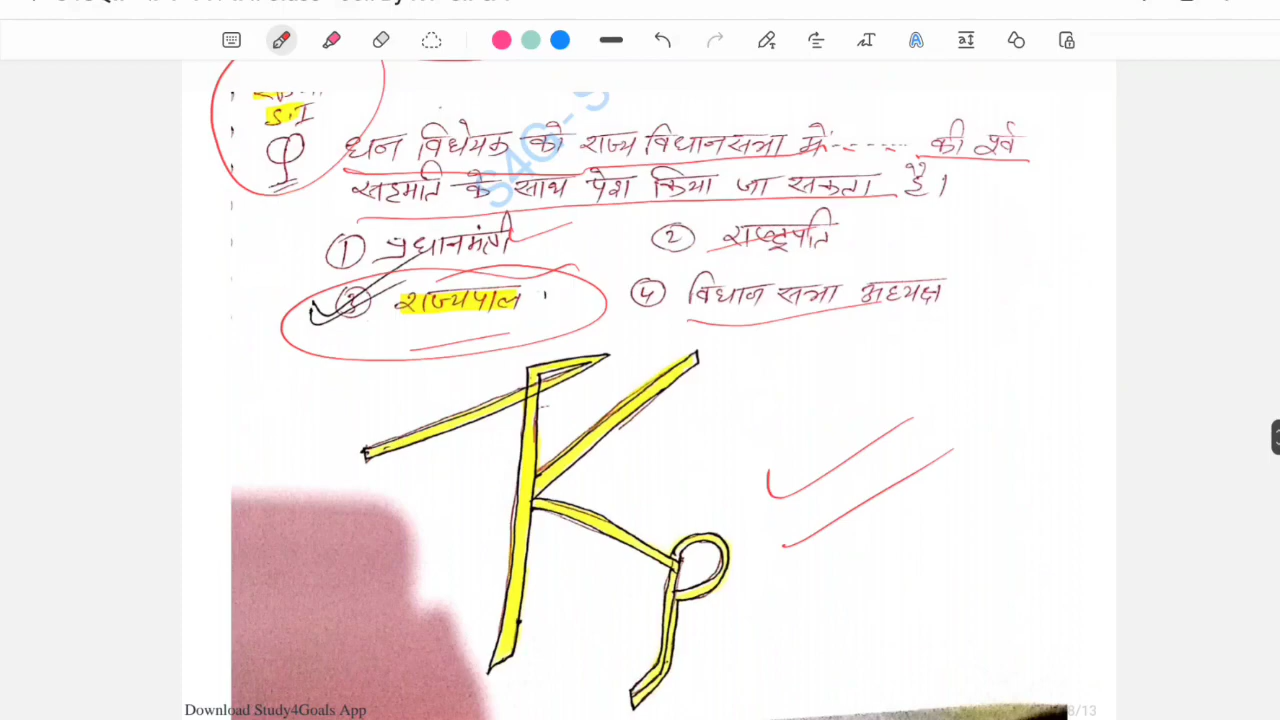 S.I
Q धन विधेयक को राज्य विधानसभा में------ की पूर्व
सहमति के साथ पेश किया जा सकता है।
① प्रधानमंत्री ② राष्ट्रपति
③ राज्यपाल ④ विधान सभा अध्यक्ष
Download Study4Goals App